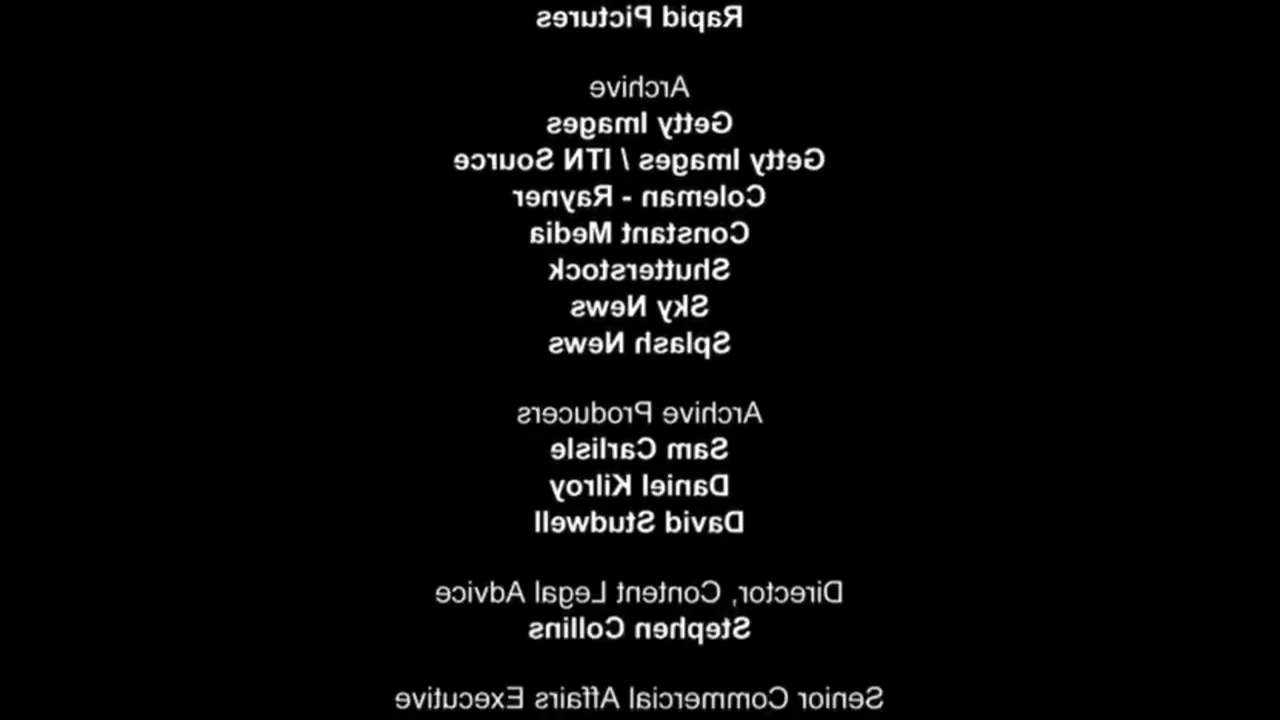 Rapid Pictures
Archive
Getty Images
Getty Images / ITN Source
Coleman - Rayner
Constant Media
Shutterstock
Sky News
Splash News
Archive Producers
Sam Carlisle
Daniel Kilroy
David Studwell
Director, Content Legal Advice
Stephen Collins
Senior Commercial Affairs Executive